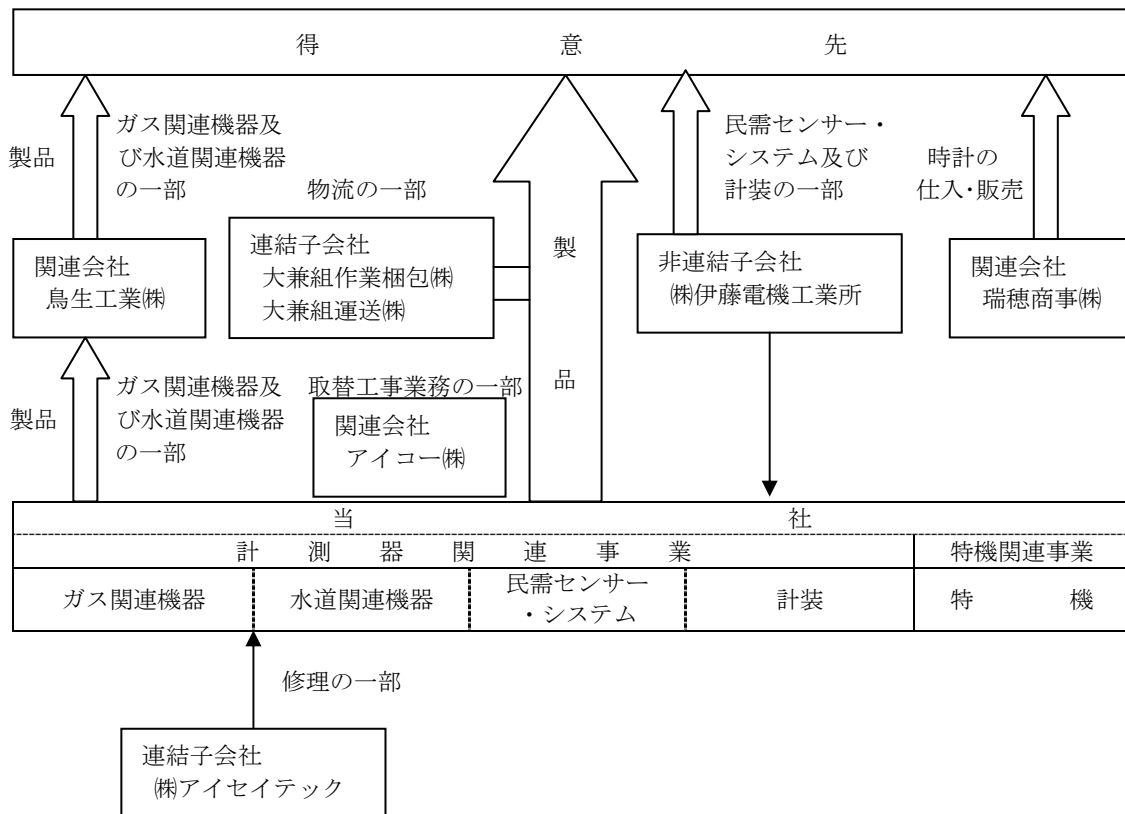 得意先
製品
ガス関連機器及
び水道関連機器
の一部
物流の一部
民需センサー・
システム及び
計装の一部
時計の
仕入・販売
関連会社
鳥生工業㈱
連結子会社
大兼組作業梱包㈱
大兼組運送㈱
製品
非連結子会社
㈱伊藤電機工業所
関連会社
瑞穂商事㈱
製品
ガス関連機器及
び水道関連機器
の一部
取替工事業務の一部
関連会社
アイコー㈱
当社
計測器関連事業
特機関連事業
ガス関連機器
水道関連機器
民需センサー
・システム
計装
特機
修理の一部
連結子会社
㈱アイセイテック